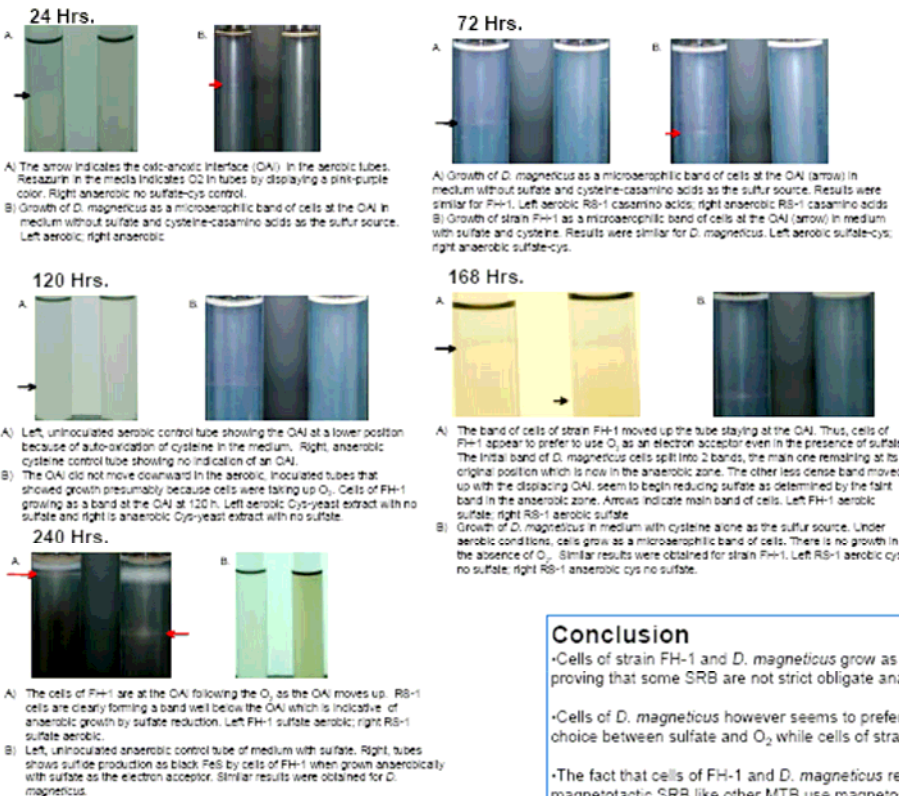 24 Hrs.
A.
B.
A) The arrow indicates the oxic-anoxic interface (OAI) in the aerobic tubes.
Resazurin in the media indicates O2 in tubes by displaying a pink-purple
color. Right anaerobic no sulfate-cys control.
B) Growth of D. magneticus as a microaerophilic band of cells at the OAI in
medium without sulfate and cysteine-casamino acids as the sulfur source.
Left aerobic; right anaerobic
72 Hrs.
A.
B.
A) Growth of D. magneticus as a microaerophilic band of cells at the OAI (arrow) in
medium without sulfate and cysteine-casamino acids as the sulfur source. Results were
similar for FH-1. Left aerobic RS-1 casamino acids; right anaerobic RS-1 casamino acids
B) Growth of strain FH-1 as a microaerophilic band of cells at the OAI (arrow) in medium
with sulfate and cysteine. Results were similar for D. magneticus. Left aerobic sulfate-cys;
right anaerobic sulfate-cys.
120 Hrs.
A.
B.
A) Left, uninoculated aerobic control tube showing the OAI at a lower position
because of auto-oxidation of cysteine in the medium. Right, anaerobic
cysteine control tube showing no indication of an OAI.
B) The OAI did not move downward in the aerobic, inoculated tubes that
showed growth presumably because cells were taking up O2. Cells of FH-1
growing as a band at the OAI at 120 h. Left aerobic Cys-yeast extract with no
sulfate and right is anaerobic Cys-yeast extract with no sulfate.
168 Hrs.
A.
B.
A) The band of cells of strain FH-1 moved up the tube staying at the OAI. Thus, cells of
FH-1 appear to prefer to use O2 as an electron acceptor even in the presence of sulfate
The initial band of D. magneticus cells split into 2 bands, the main one remaining at its
original position which is now in the anaerobic zone. The other less dense band moves
up with the displacing OAI. seem to begin reducing sulfate as determined by the faint
band in the anaerobic zone. Arrows indicate main band of cells. Left FH-1 aerobic
sulfate; right RS-1 aerobic sulfate
B) Growth of D. magneticus in medium with cysteine alone as the sulfur source. Under
aerobic conditions, cells grow as a microaerophilic band of cells. There is no growth in
the absence of O2. Similar results were obtained for strain FH-1. Left RS-1 aerobic cys
no sulfate; right RS-1 anaerobic cys no sulfate.
240 Hrs.
A.
B.
A) The cells of FH-1 are at the OAI following the O2 as the OAI moves up. RS-1
cells are clearly forming a band well below the OAI which is indicative of
anaerobic growth by sulfate reduction. Left FH-1 sulfate aerobic; right RS-1
sulfate aerobic.
B) Left, uninoculated anaerobic control tube of medium with sulfate. Right, tubes
shows sulfide production as black FeS by cells of FH-1 when grown anaerobically
with sulfate as the electron acceptor. Similar results were obtained for D.
magneticus.
Conclusion
•Cells of strain FH-1 and D. magneticus grow as
proving that some SRB are not strict obligate ana
•Cells of D. magneticus however seems to prefer
choice between sulfate and O2 while cells of stra
•The fact that cells of FH-1 and D. magneticus re
magnetotactic SRB like other MTB use magneto